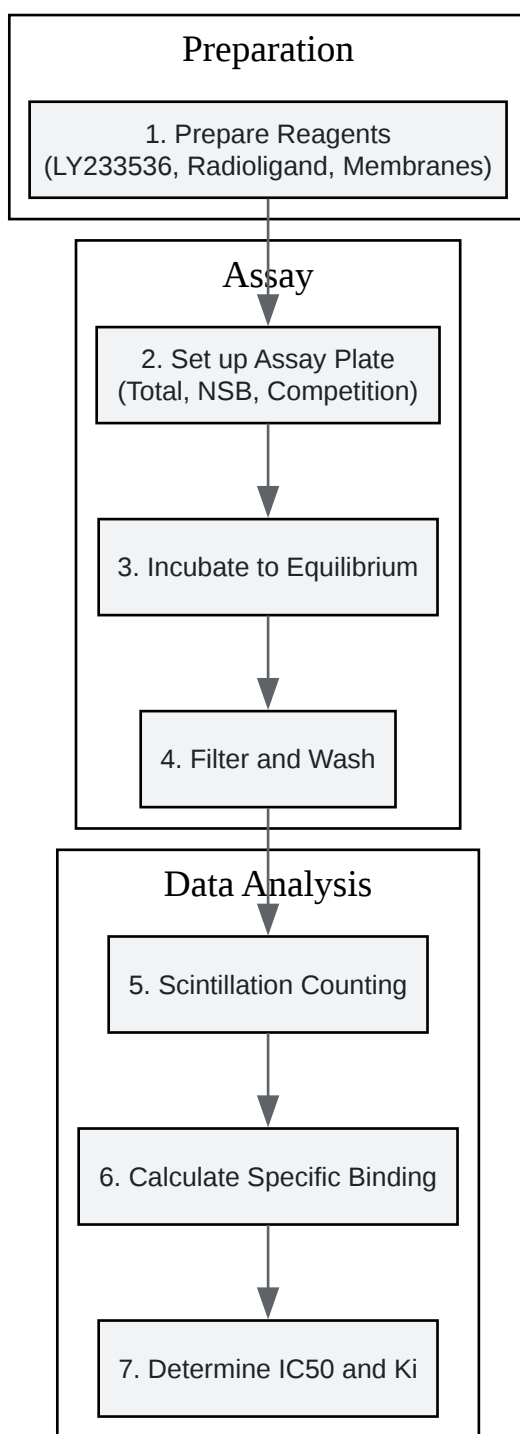 Preparation
1. Prepare Reagents
(LY233536, Radioligand, Membranes)
Assay
2. Set up Assay Plate
(Total, NSB, Competition)
3. Incubate to Equilibrium
4. Filter and Wash
Data Analysis
5. Scintillation Counting
6. Calculate Specific Binding
7. Determine IC50 and Ki